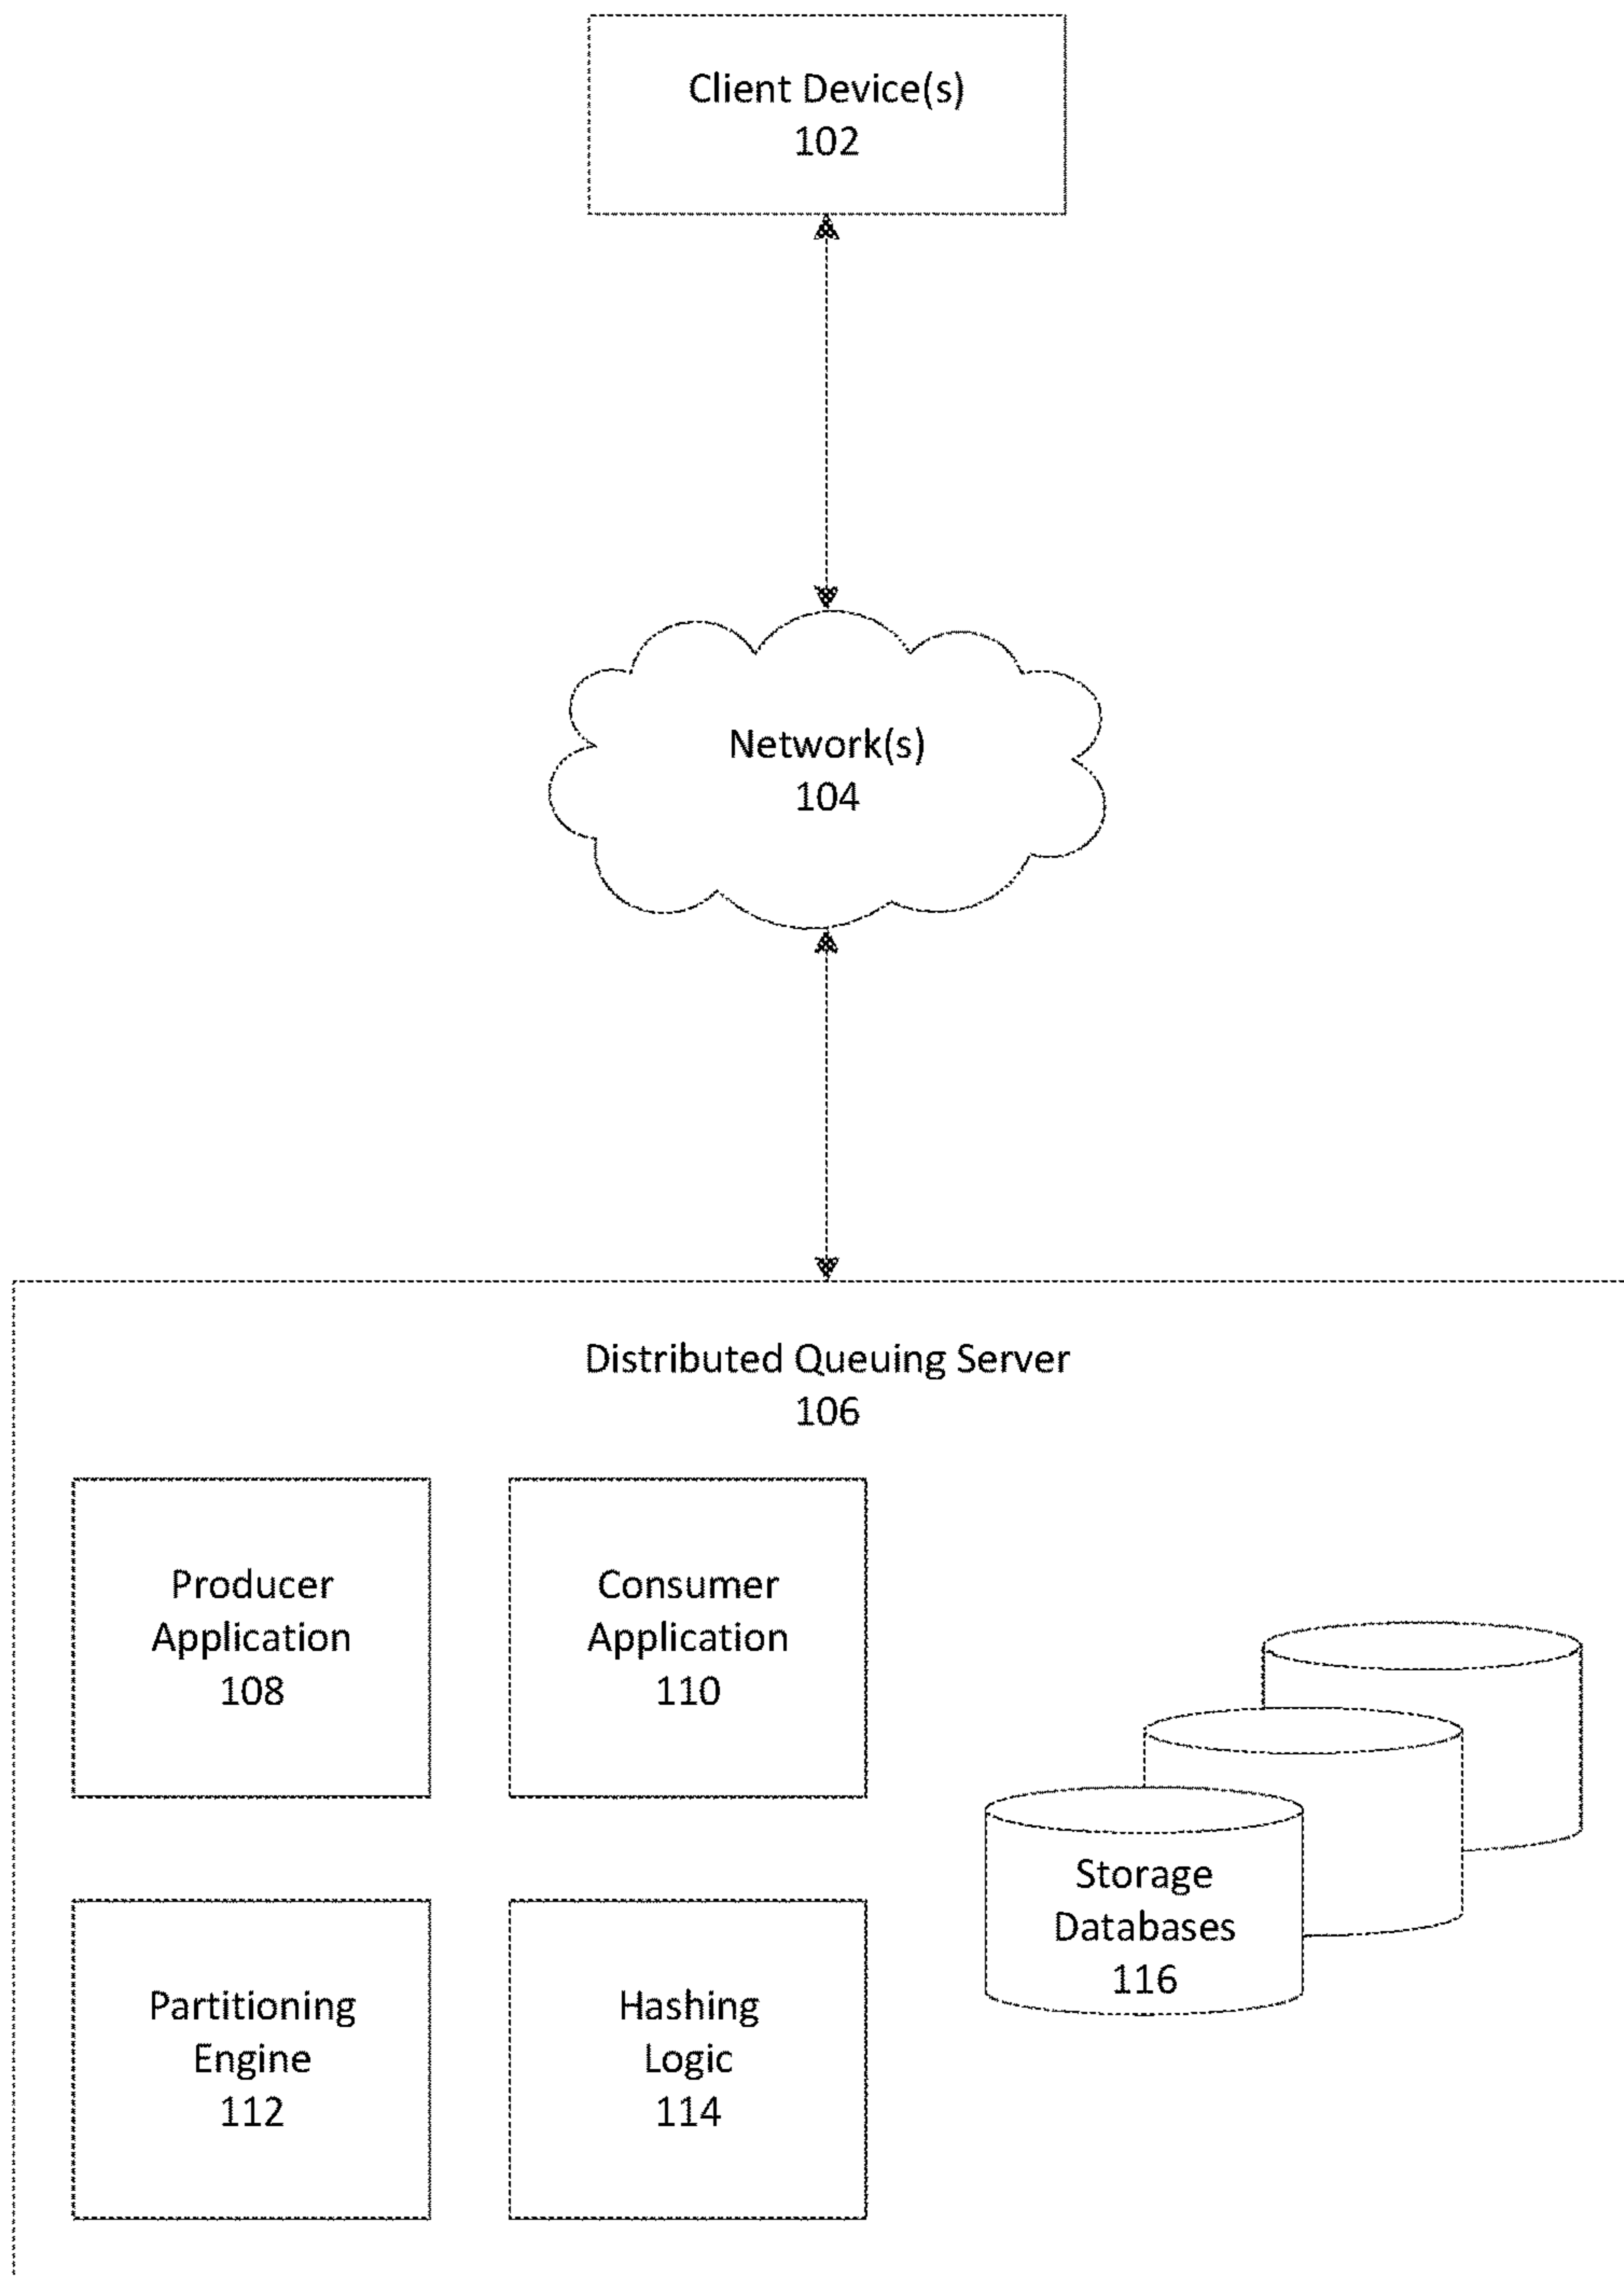 Client Device(s)
102
Network(s)
104
Distributed Queuing Server
106
Producer
Application
108
Consumer
Application
110
Storage
Databases
116
Partitioning
Engine
112
Hashing
Logic
114